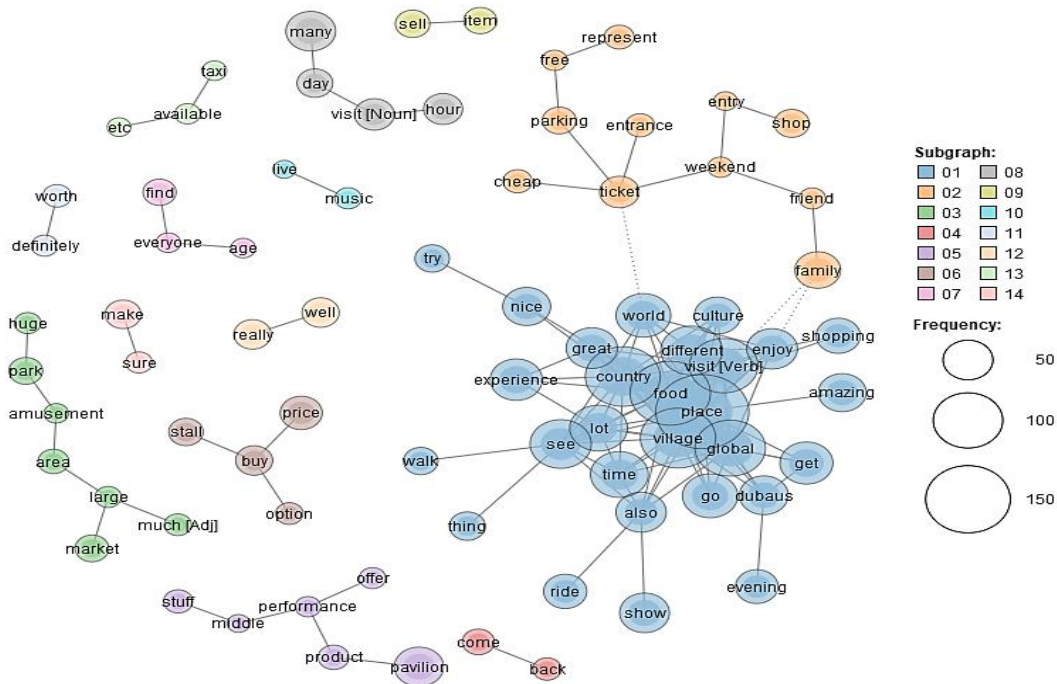 many
sell
item
represent
free
taxi
day
available
visit [Noun]
hour
etc
parking
entrance
entry
shop
live
music
cheap
ticket
weekend
friend
worth
find
definitely
everyone
age
family
try
nice
world
culture
make
well
really
huge
sure
great
different
enjoy
shopping
visit [Verb]
park
experience
country
food
amazing
amusement
place
price
stall
lot
village
area
buy
see
global
walk
time
get
large
option
go
dubaus
much [Adj]
also
thing
market
evening
offer
ride
show
stuff
performance
middle
product
pavilion
come
back
Subgraph:
01 08
02 09
03 10
04 11
05 12
06 13
07 14
Frequency:
50
100
150